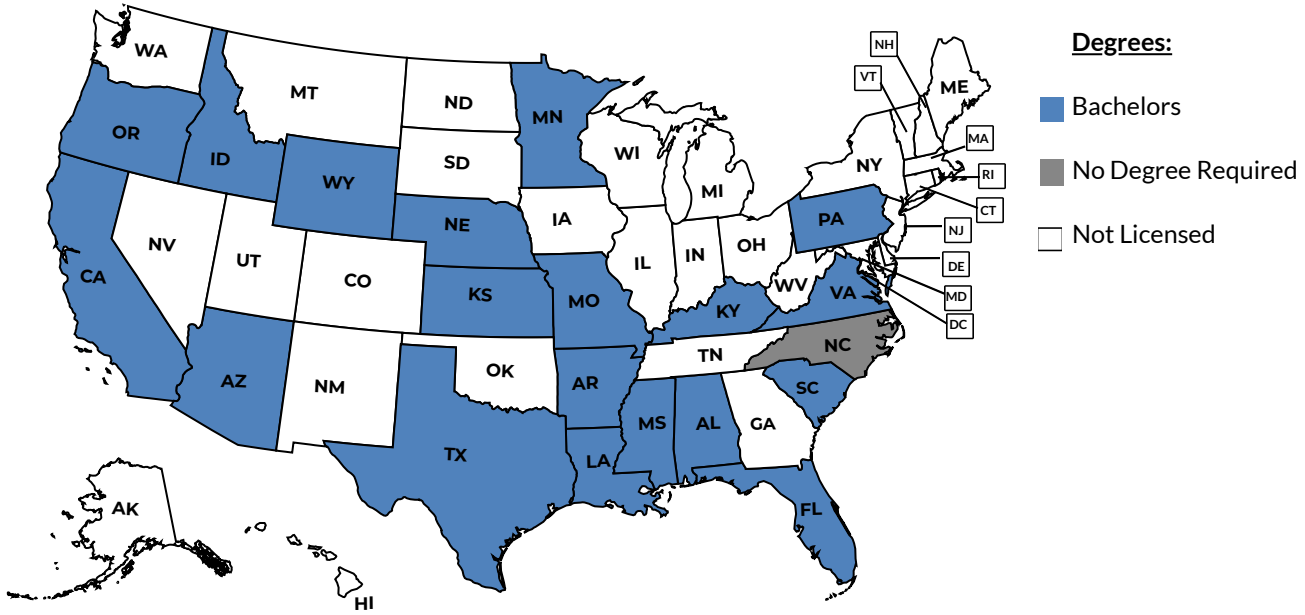 Degrees:
Bachelors
No Degree Required
Not Licensed
WA
MT
ND
MN
OR
ID
WY
SD
WI
MI
NY
ME
NH
VT
MA
RI
CT
NJ
DE
MD
DC
CA
NV
UT
CO
NE
IA
IL
IN
OH
PA
WV
VA
KS
MO
KY
TN
NC
SC
AZ
NM
OK
AR
TX
LA
MS
AL
GA
FL
AK
HI